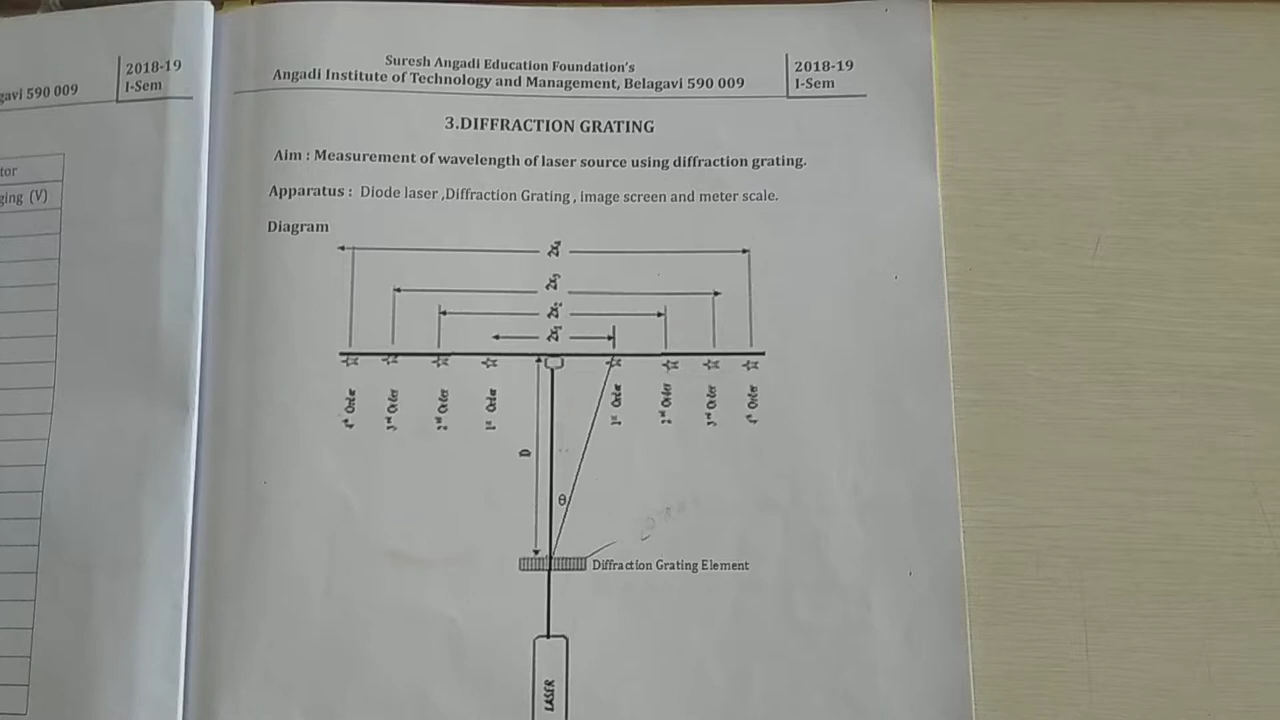 gavi 590 009
2018-19
I-Sem
tor
ging (V)
Suresh Angadi Education Foundation's
Angadi Institute of Technology and Management, Belagavi 590 009
2018-19
I-Sem
3.DIFFRACTION GRATING
Aim : Measurement of wavelength of laser source using diffraction grating.
Apparatus : Diode laser ,Diffraction Grating , image screen and meter scale.
Diagram
2x₄
2x₃
2x₂
2x₁
4ᵗʰ Order
3ʳᵈ Order
2ⁿᵈ Order
1ˢᵗ Order
1ˢᵗ Order
2ⁿᵈ Order
3ʳᵈ Order
4ᵗʰ Order
D
θ
Diffraction Grating Element
LASER